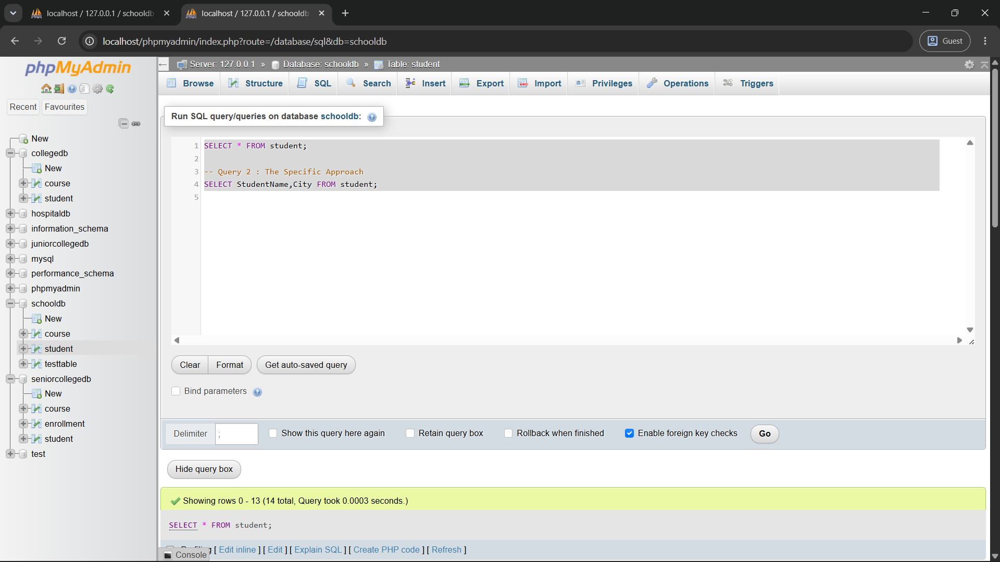 localhost / 127.0.0.1 / schooldb
localhost / 127.0.0.1 / schooldb
localhost/phpmyadmin/index.php?route=/database/sql&db=schooldb
Guest
phpMyAdmin
Recent
Favourites
New
collegedb
New
course
student
hospitaldb
information_schema
juniorcollegedb
mysql
performance_schema
phpmyadmin
schooldb
New
course
student
testtable
seniorcollegedb
New
course
enrollment
student
test
Server: 127.0.0.1 » Database: schooldb » Table: student
Browse
Structure
SQL
Search
Insert
Export
Import
Privileges
Operations
Triggers
Run SQL query/queries on database schooldb:
1 SELECT * FROM student;
2
3 -- Query 2 : The Specific Approach
4 SELECT StudentName,City FROM student;
5
Clear
Format
Get auto-saved query
Bind parameters
Delimiter ;
Show this query here again
Retain query box
Rollback when finished
Enable foreign key checks
Go
Hide query box
Showing rows 0 - 13 (14 total, Query took 0.0003 seconds.)
SELECT * FROM student;
[ Edit inline ] [ Edit ] [ Explain SQL ] [ Create PHP code ] [ Refresh ]
Console